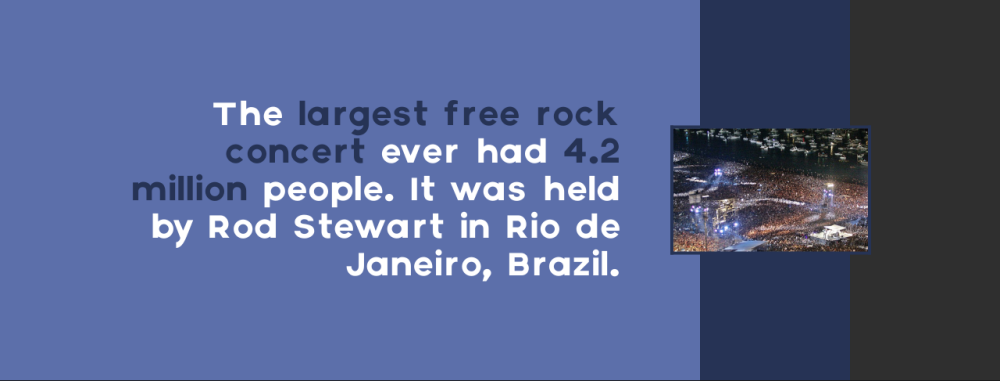 The largest free rock
concert ever had 4.2
million people. It was held
by Rod Stewart in Rio de
Janeiro, Brazil.